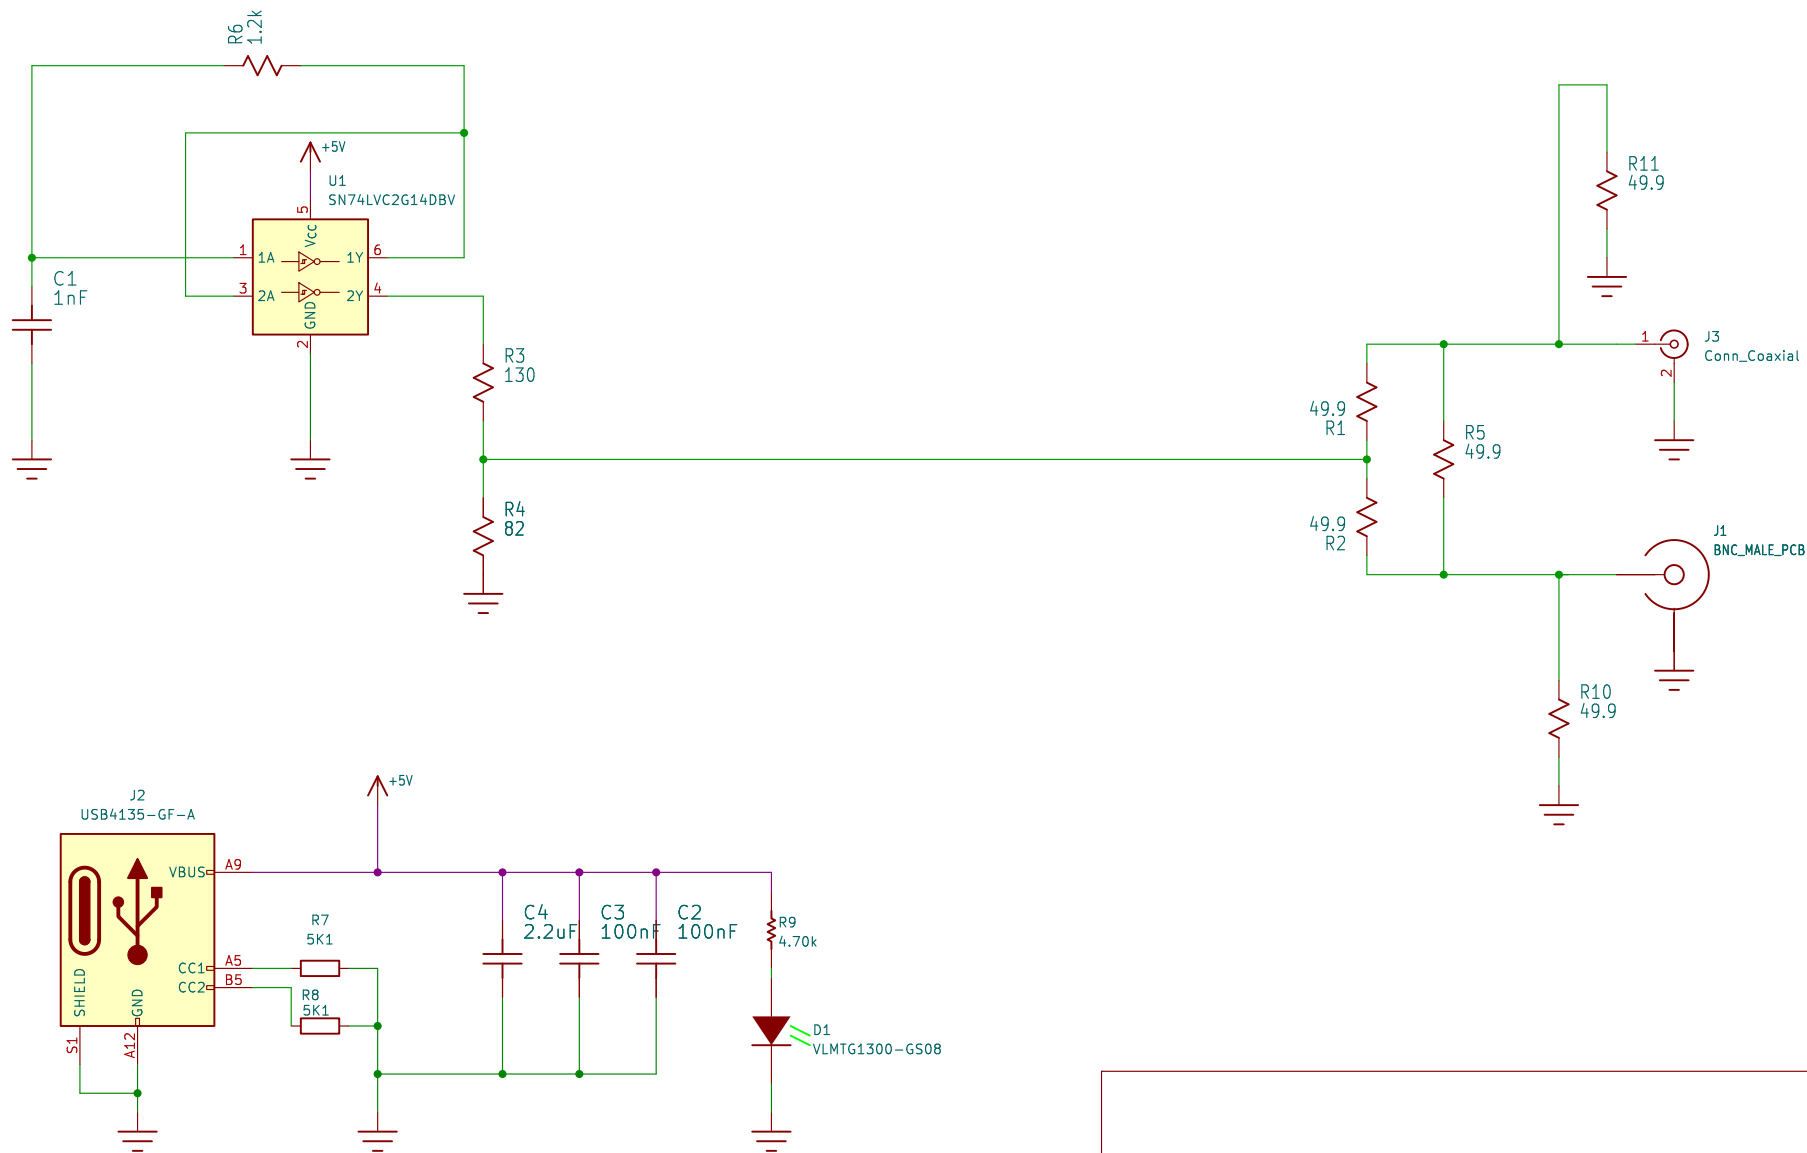 R6
1.2k
+5V
U1
SN74LVC2G14DBV
5
Vcc
1
1A
1Y
6
3
2A
2Y
4
GND
2
C1
1nF
R3
130
R4
82
R11
49.9
1
J3
Conn_Coaxial
2
49.9
R1
R5
49.9
49.9
R2
J1
BNC_MALE_PCB
R10
49.9
J2
USB4135-GF-A
+5V
VBUS
A9
CC1
A5
CC2
B5
SHIELD
GND
S1
A12
R7
5K1
R8
5K1
C4
2.2uF
C3
100nF
C2
100nF
R9
4.70k
D1
VLMTG1300-GS08